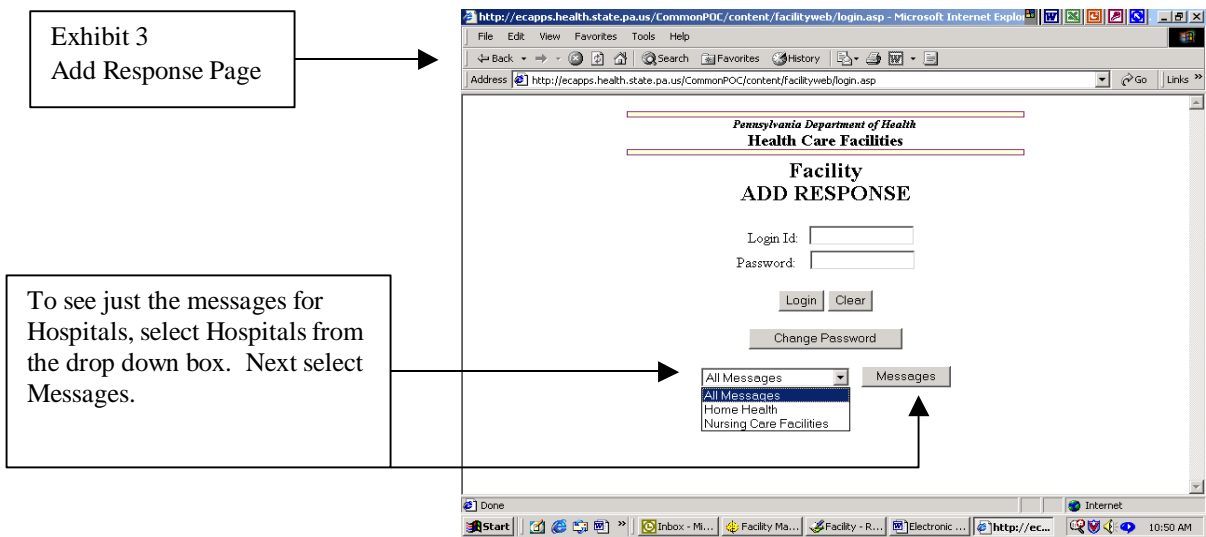 Exhibit 3
Add Response Page
http://ecapps.health.state.pa.us/CommonPOC/content/facilityweb/login.asp - Microsoft Internet Explo
File Edit View Favorites Tools Help
Back Search Favorites History
Address http://ecapps.health.state.pa.us/CommonPOC/content/facilityweb/login.asp Go Links »
Pennsylvania Department of Health
Health Care Facilities
Facility
ADD RESPONSE
Login Id:
Password:
Login Clear
Change Password
To see just the messages for
Hospitals, select Hospitals from
the drop down box. Next select
Messages.
All Messages Messages
All Messages
Home Health
Nursing Care Facilities
Done Internet
Start » Inbox - Mi... Facility Ma... Facility - R... Electronic ... http://ec... 10:50 AM